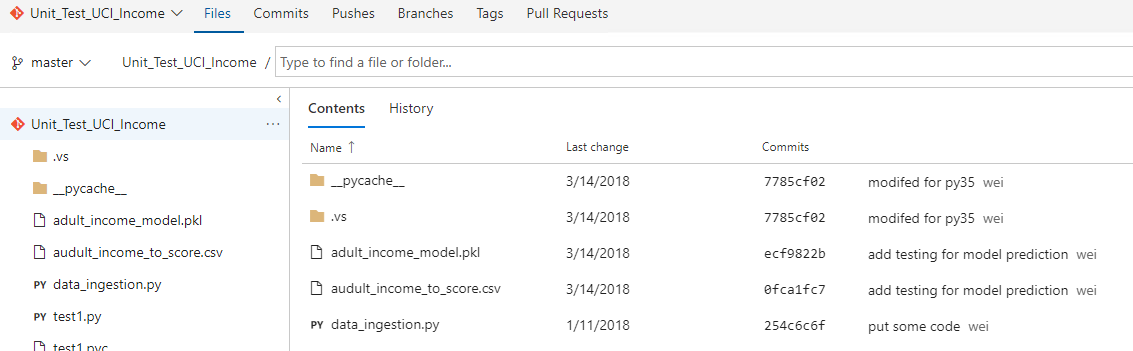 Unit_Test_UCI_Income Files Commits Pushes Branches Tags Pull Requests
master Unit_Test_UCI_Income / Type to find a file or folder...
Unit_Test_UCI_Income ...
.vs
__pycache__
adult_income_model.pkl
audult_income_to_score.csv
PY data_ingestion.py
PY test1.py
test1.pyc
Contents History
Name ↑ Last change Commits
__pycache__ 3/14/2018 7785cf02 modifed for py35 wei
.vs 3/14/2018 7785cf02 modifed for py35 wei
adult_income_model.pkl 3/14/2018 ecf9822b add testing for model prediction wei
audult_income_to_score.csv 3/14/2018 0fca1fc7 add testing for model prediction wei
PY data_ingestion.py 1/11/2018 254c6c6f put some code wei